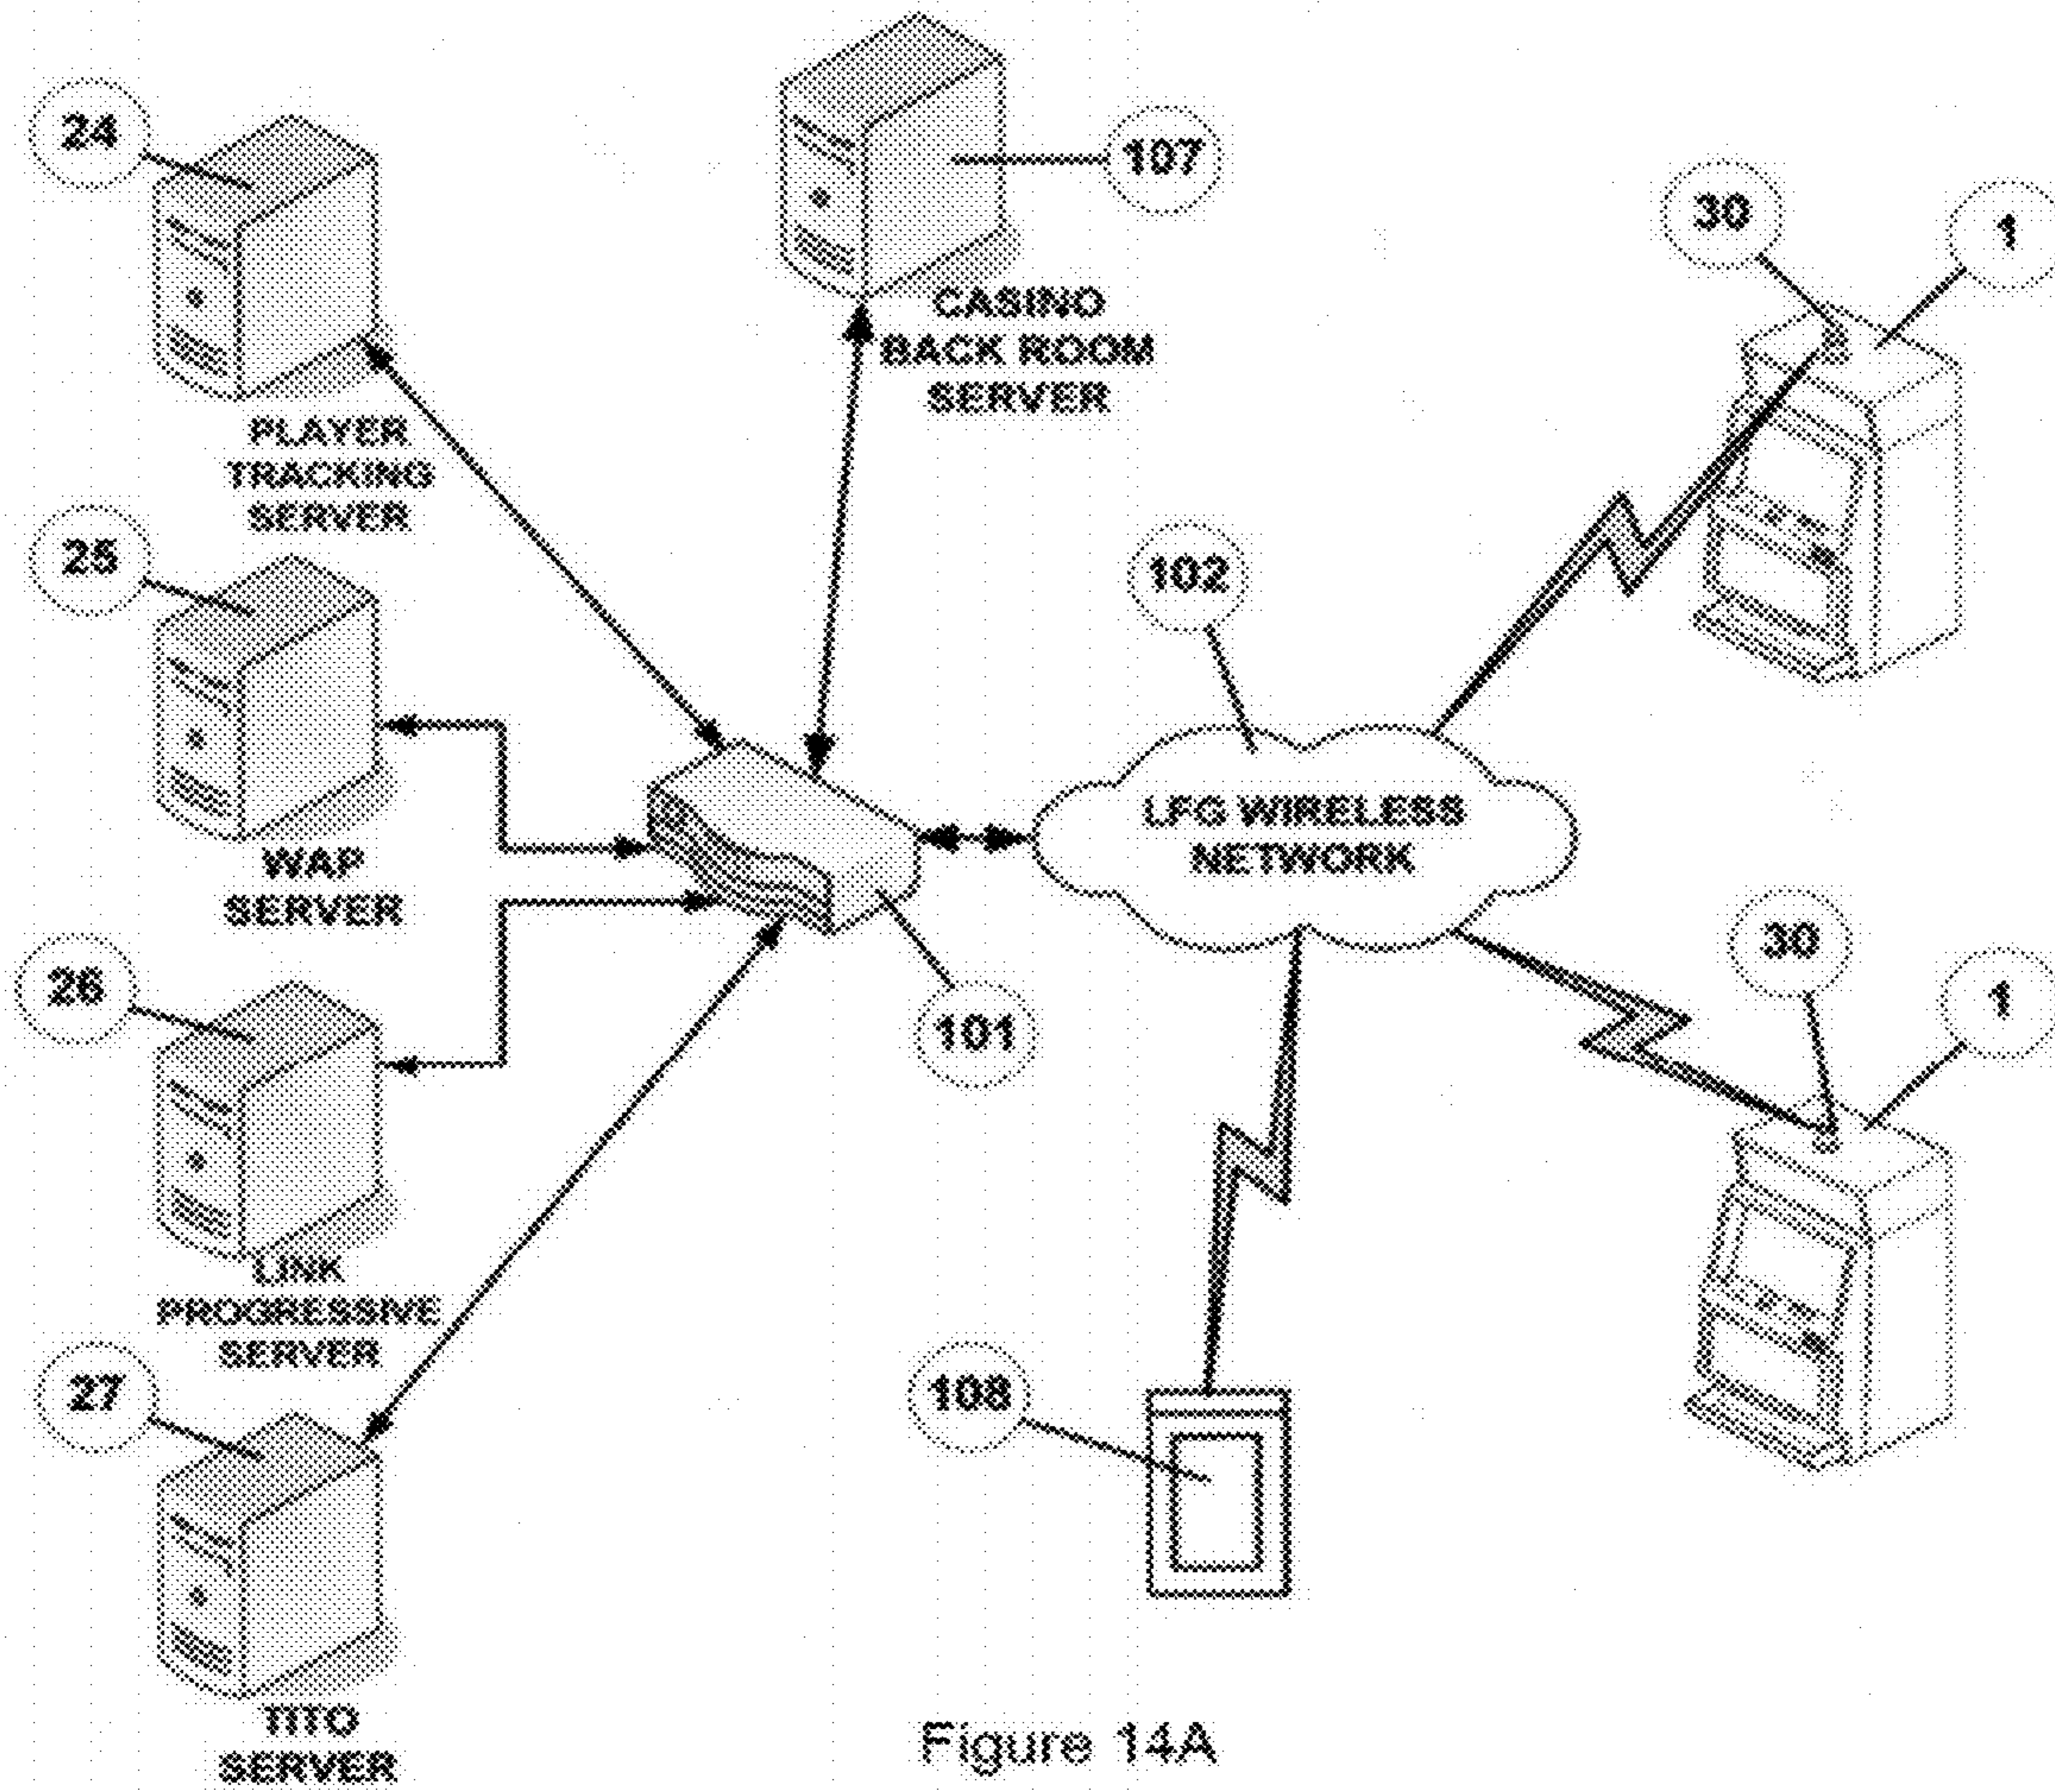 24
107
30
1
CASINO
BACK ROOM
SERVER
PLAYER
TRACKING
SERVER
25
102
LFG WIRELESS
NETWORK
WAP
SERVER
30
26
1
101
LINK
PROGRESSIVE
SERVER
27
108
TITO
SERVER
Figure 14A